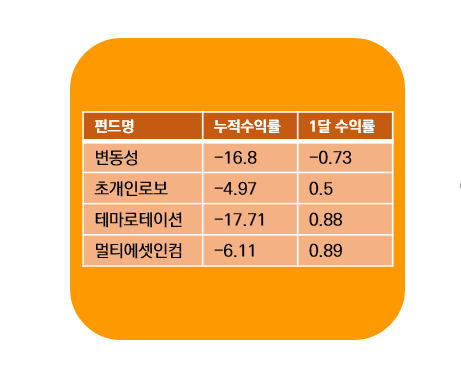 펀드명 누적수익률 1달 수익률
변동성 -16.8 -0.73
초개인로보 -4.97 0.5
테마로테이션 -17.71 0.88
멀티에셋인컴 -6.11 0.89